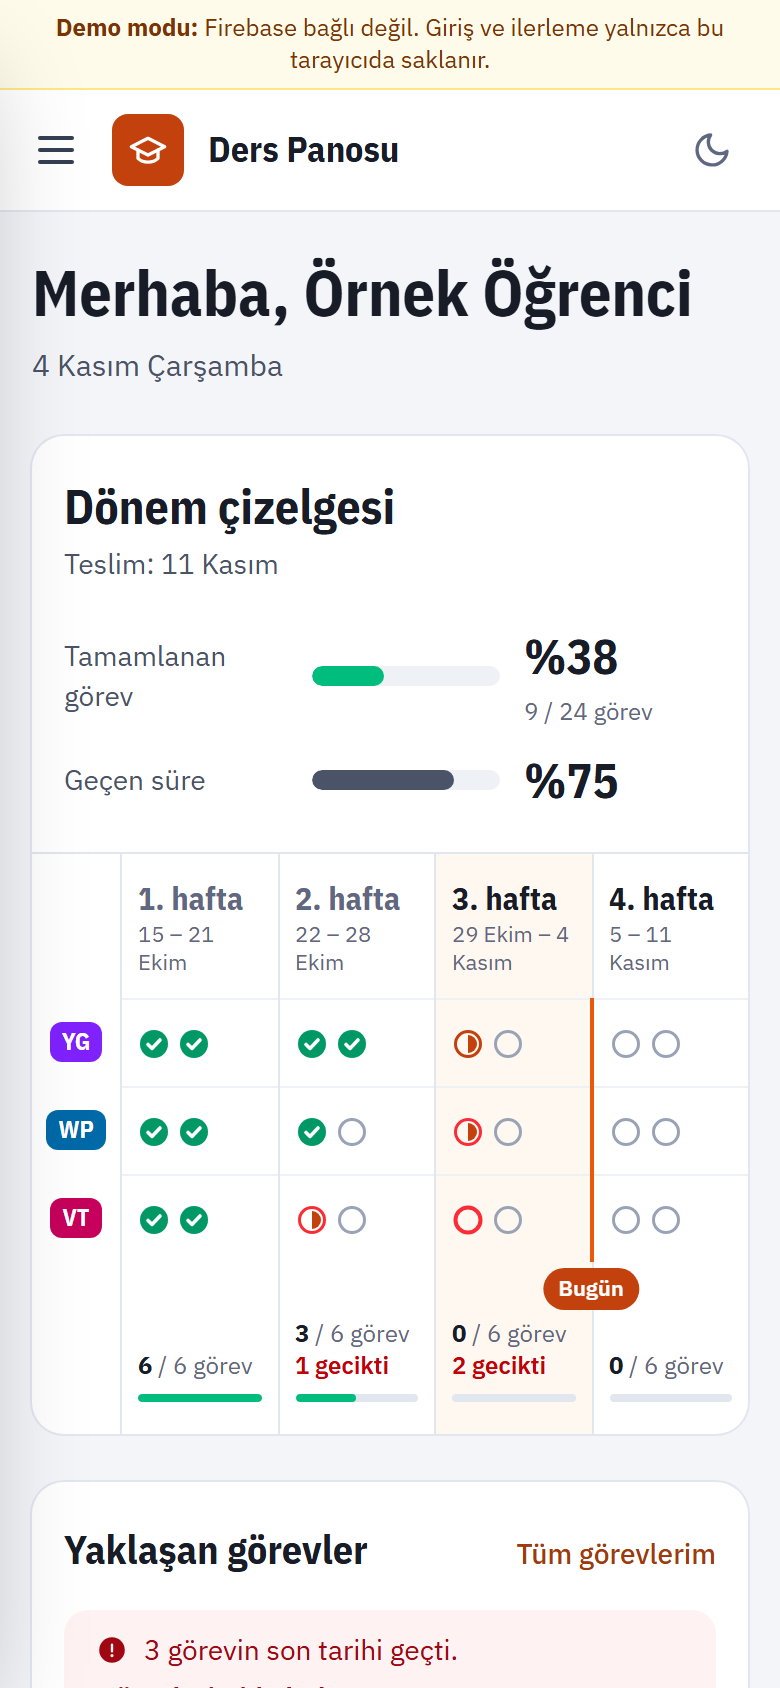 Demo modu: Firebase bağlı değil. Giriş ve ilerleme yalnızca bu
tarayıcıda saklanır.
Ders Panosu
Merhaba, Örnek Öğrenci
4 Kasım Çarşamba
Dönem çizelgesi
Teslim: 11 Kasım
Tamamlanan
görev
%38
9 / 24 görev
Geçen süre
%75
1. hafta
15 – 21
Ekim
2. hafta
22 – 28
Ekim
3. hafta
29 Ekim – 4
Kasım
4. hafta
5 – 11
Kasım
YG
WP
VT
Bugün
6 / 6 görev
3 / 6 görev
1 gecikti
0 / 6 görev
2 gecikti
0 / 6 görev
Yaklaşan görevler
Tüm görevlerim
3 görevin son tarihi geçti.